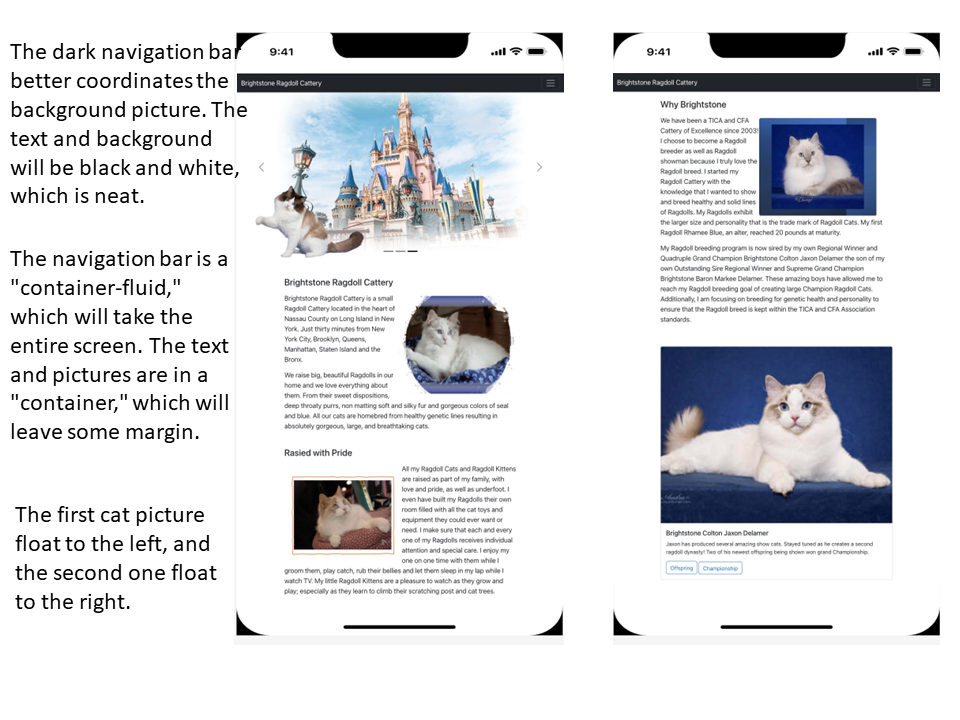 The dark navigation bar
better coordinates the
background picture. The
text and background
will be black and white,
which is neat.
The navigation bar is a
"container-fluid,"
which will take the
entire screen. The text
and pictures are in a
"container," which will
leave some margin.
The first cat picture
float to the left, and
the second one float
to the right.
9:41
Brightstone Ragdoll Cattery
Brightstone Ragdoll Cattery
Brightstone Ragdoll Cattery is a small
Ragdoll Cattery located in the heart of
Nassau County on Long Island in New
York. Just thirty minutes from New
York City, Brooklyn, Queens,
Manhattan, Staten Island and the
Bronx.
We raise big, beautiful Ragdolls in our
home and we love everything about
them. From their sweet dispositions,
deep throaty purrs, non matting soft and silky fur and gorgeous colors of seal
and blue. All our cats are homebred from healthy genetic lines resulting in
absolutely gorgeous, large, and breathtaking cats.
Rasied with Pride
All my Ragdoll Cats and Ragdoll Kittens
are raised as part of my family, with
love and pride, as well as underfoot. I
even have built my Ragdolls their own
room filled with all the cat toys and
equipment they could ever want or
need. I make sure that each and every
one of my Ragdolls receives individual
attention and special care. I enjoy my
one on one time with them while I
groom them, play catch, rub their bellies and let them sleep in my lap while I
watch TV. My little Ragdoll Kittens are a pleasure to watch as they grow and
play; especially as they learn to climb their scratching post and cat trees.
9:41
Brightstone Ragdoll Cattery
Why Brightstone
We have been a TICA and CFA
Cattery of Excellence since 2003!
I choose to become a Ragdoll
breeder as well as Ragdoll
showman because I truly love the
Ragdoll breed. I started my
Ragdoll Cattery with the
knowledge that I wanted to show
and breed healthy and solid lines
of Ragdolls. My Ragdolls exhibit
the larger size and personality that is the trade mark of Ragdoll Cats. My first
Ragdoll Rhamee Blue, an alter, reached 20 pounds at maturity.
My Ragdoll breeding program is now sired by my own Regional Winner and
Quadruple Grand Champion Brightstone Colton Jaxon Delamer the son of my
own Outstanding Sire Regional Winner and Supreme Grand Champion
Brightstone Baron Markee Delamer. These amazing boys have allowed me to
reach my Ragdoll breeding goal of creating large Champion Ragdoll Cats.
Additionally, I am focusing on breeding for genetic health and personality to
ensure that the Ragdoll breed is kept within the TICA and CFA Association
standards.
Brightstone Colton Jaxon Delamer
Jaxon has produced several amazing show cats. Stayed tuned as he creates a second
ragdoll dynasty! Two of his newest offspring being shown won grand Championship.
Offspring
Championship